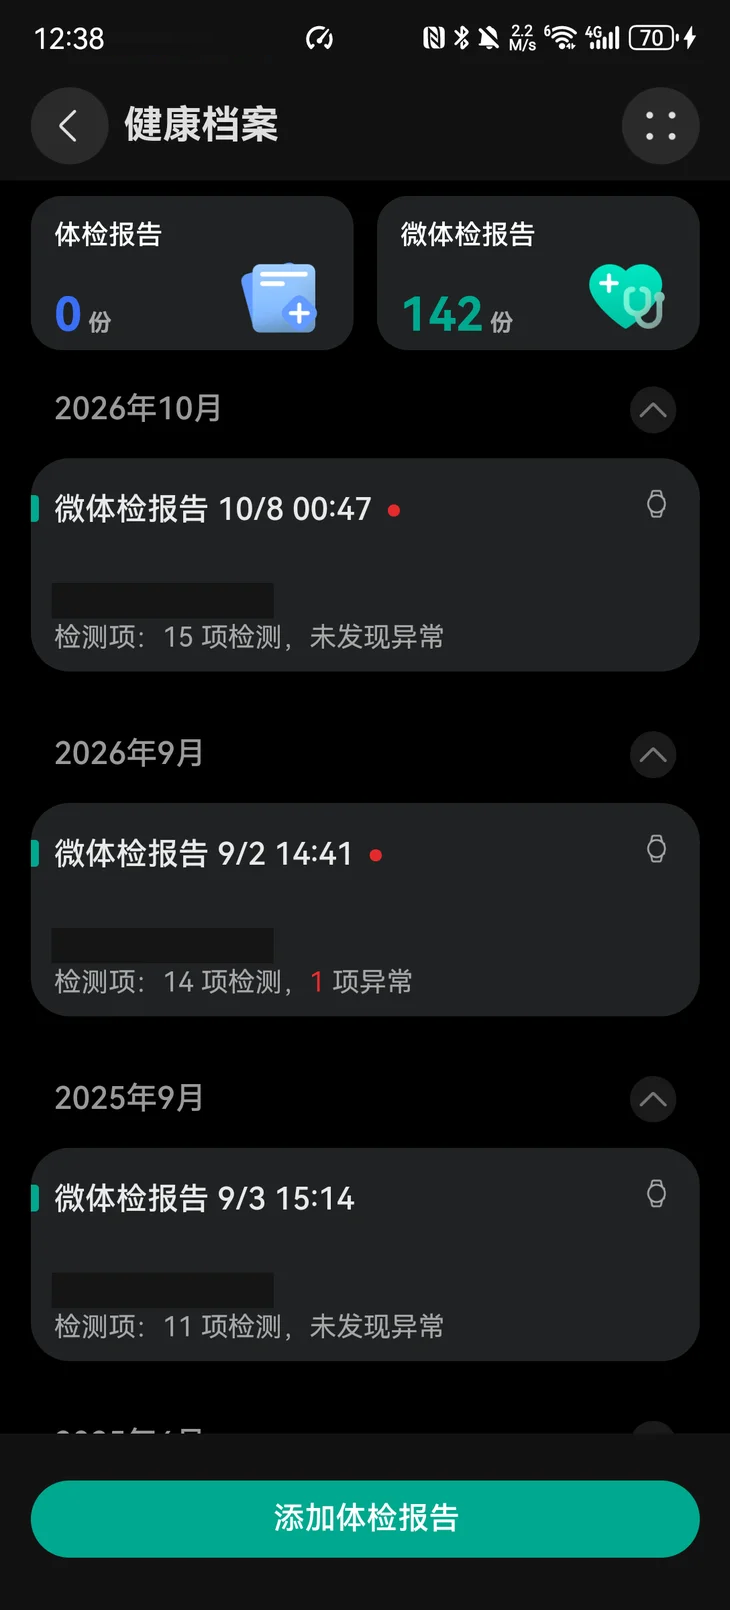 12:38
2.2 M/s 6 4G 70
健康档案
体检报告
0 份
微体检报告
142 份
2026年10月
微体检报告 10/8 00:47
检测项：15 项检测，未发现异常
2026年9月
微体检报告 9/2 14:41
检测项：14 项检测，1 项异常
2025年9月
微体检报告 9/3 15:14
检测项：11 项检测，未发现异常
添加体检报告